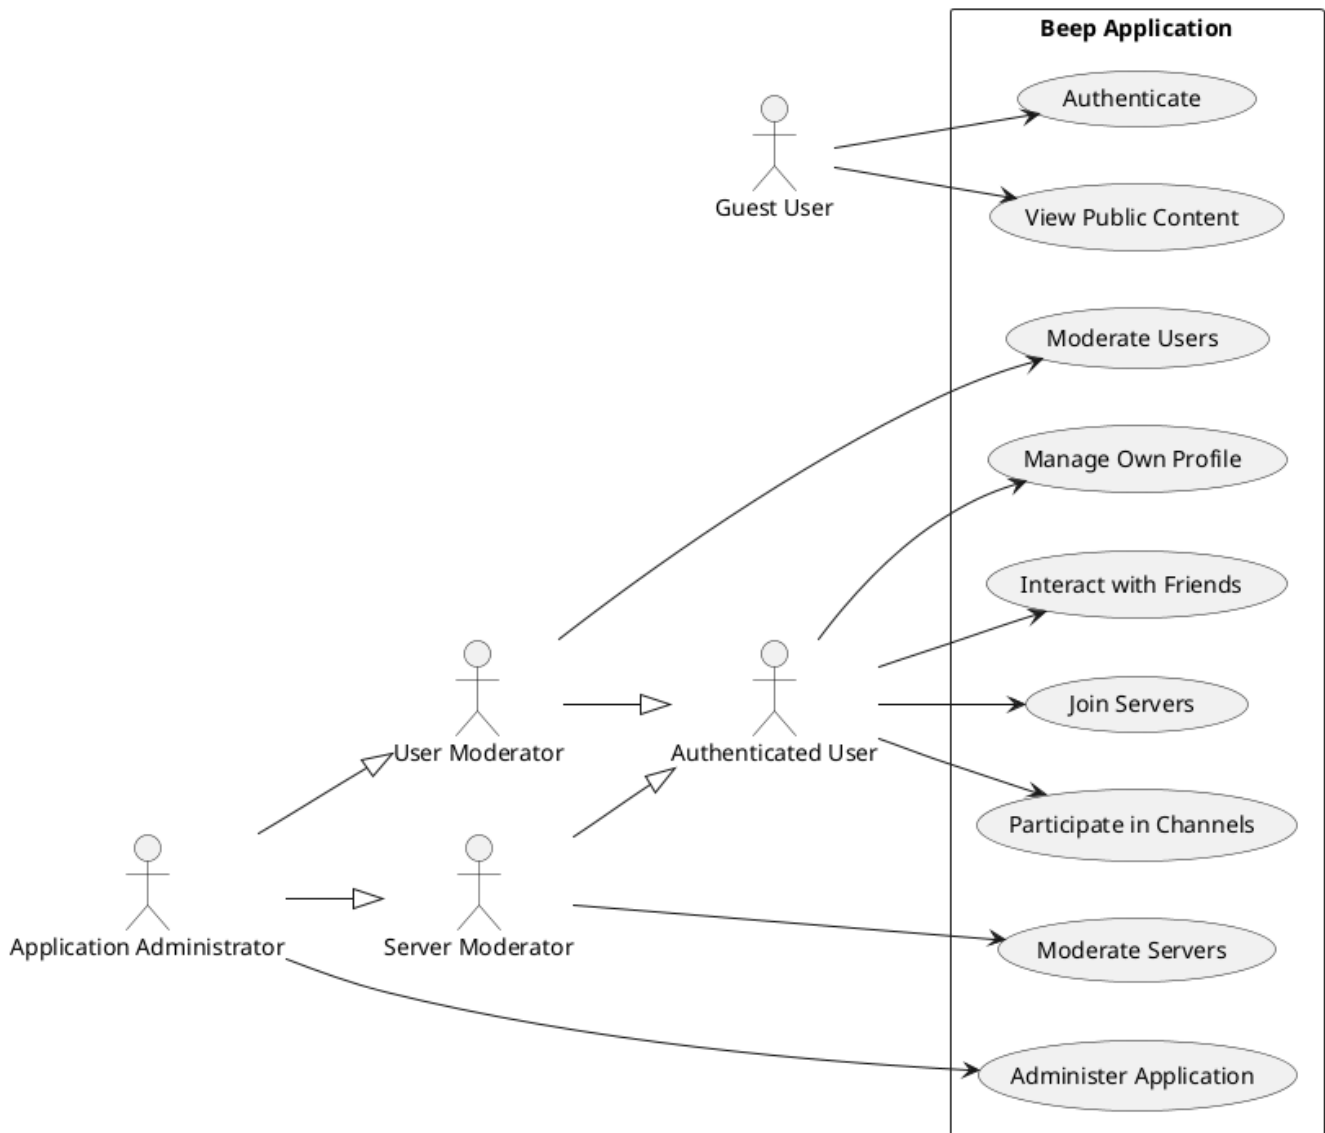 Beep Application
Authenticate
Guest User
View Public Content
Moderate Users
Manage Own Profile
Interact with Friends
Join Servers
User Moderator
Authenticated User
Participate in Channels
Application Administrator
Server Moderator
Moderate Servers
Administer Application